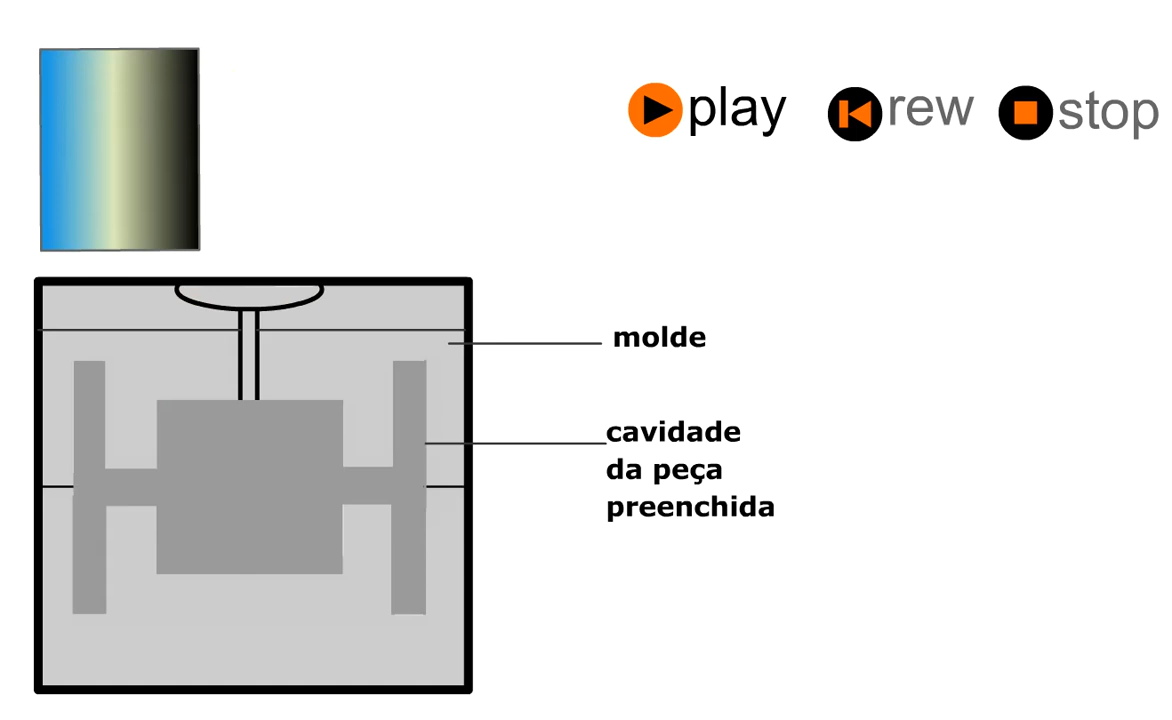 play rew stop
molde
cavidade
da peça
preenchida